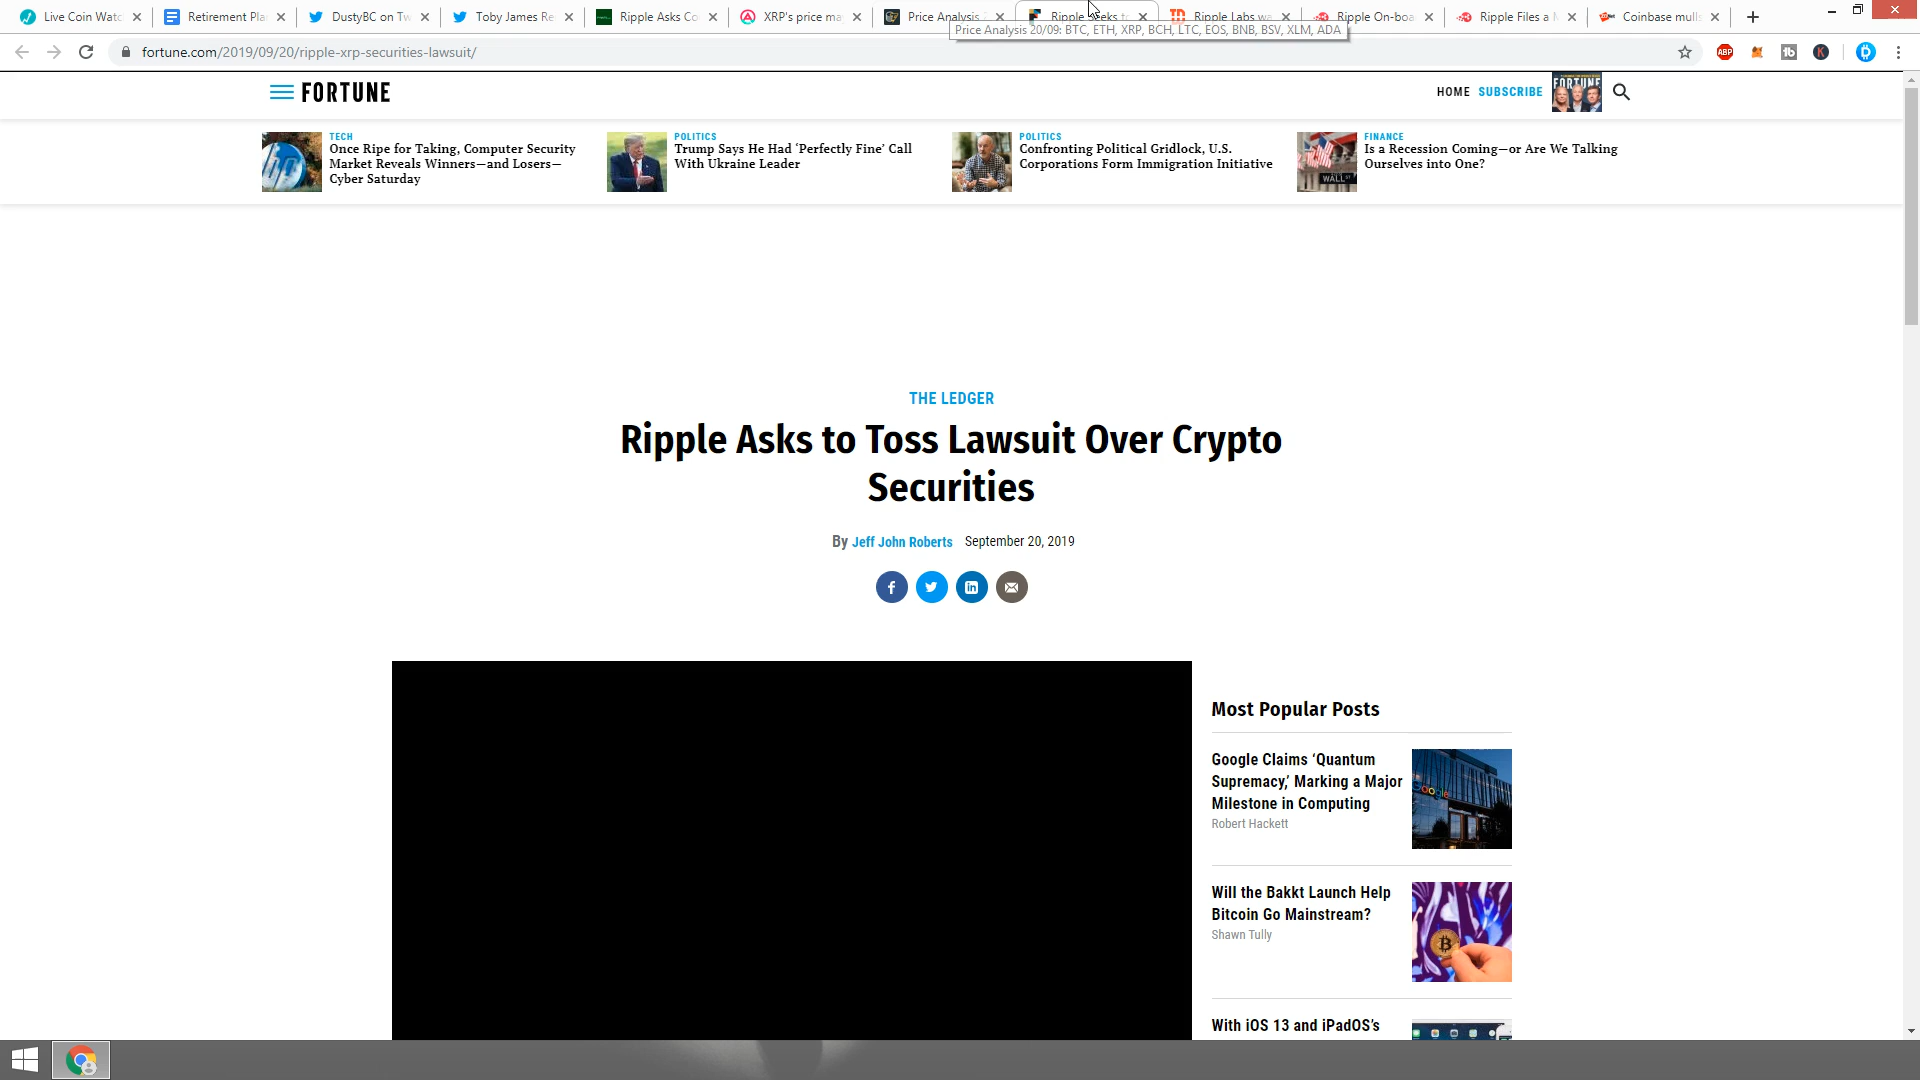 Live Coin Watc
Retirement Pla
DustyBC on Tw
Toby James Re
Ripple Asks Co
XRP's price ma
Price Analysis 2
Ripple seeks to
Ripple Labs wa
Ripple On-boa
Ripple Files a M
Coinbase mulls
Price Analysis 20/09: BTC, ETH, XRP, BCH, LTC, EOS, BNB, BSV, XLM, ADA
fortune.com/2019/09/20/ripple-xrp-securities-lawsuit/
ABP
FORTUNE
HOME
SUBSCRIBE
FORTUNE
TECH
Once Ripe for Taking, Computer Security
Market Reveals Winners—and Losers—
Cyber Saturday
POLITICS
Trump Says He Had ‘Perfectly Fine’ Call
With Ukraine Leader
POLITICS
Confronting Political Gridlock, U.S.
Corporations Form Immigration Initiative
WALL
FINANCE
Is a Recession Coming—or Are We Talking
Ourselves into One?
THE LEDGER
Ripple Asks to Toss Lawsuit Over Crypto
Securities
By Jeff John Roberts September 20, 2019
Most Popular Posts
Google Claims ‘Quantum
Supremacy,’ Marking a Major
Milestone in Computing
Robert Hackett
Google
Will the Bakkt Launch Help
Bitcoin Go Mainstream?
Shawn Tully
With iOS 13 and iPadOS’s